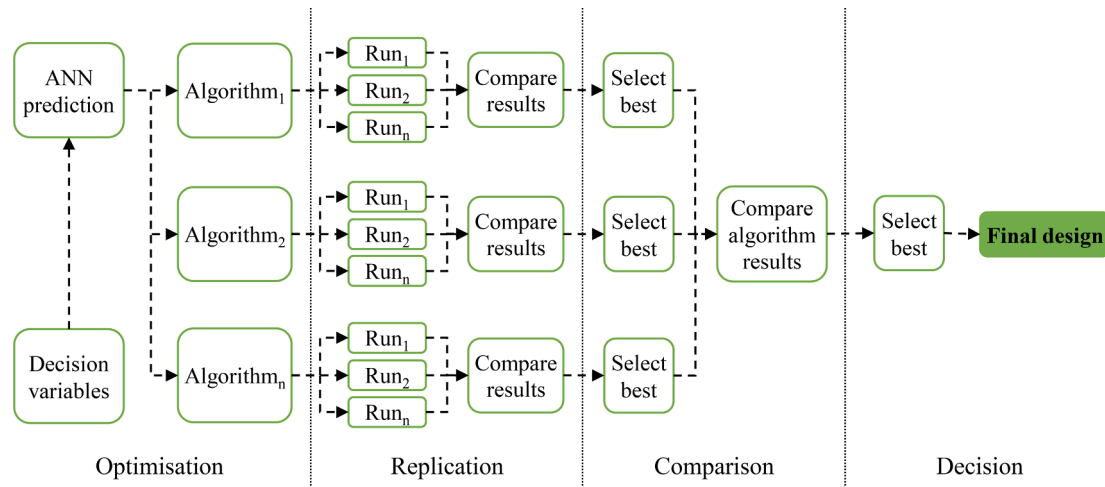 ANN
prediction
Algorithm₁
Run₁
Run₂
Runₙ
Compare
results
Select
best
Algorithm₂
Run₁
Run₂
Runₙ
Compare
results
Select
best
Compare
algorithm
results
Select
best
Final design
Decision
variables
Algorithmₙ
Run₁
Run₂
Runₙ
Compare
results
Select
best
Optimisation
Replication
Comparison
Decision